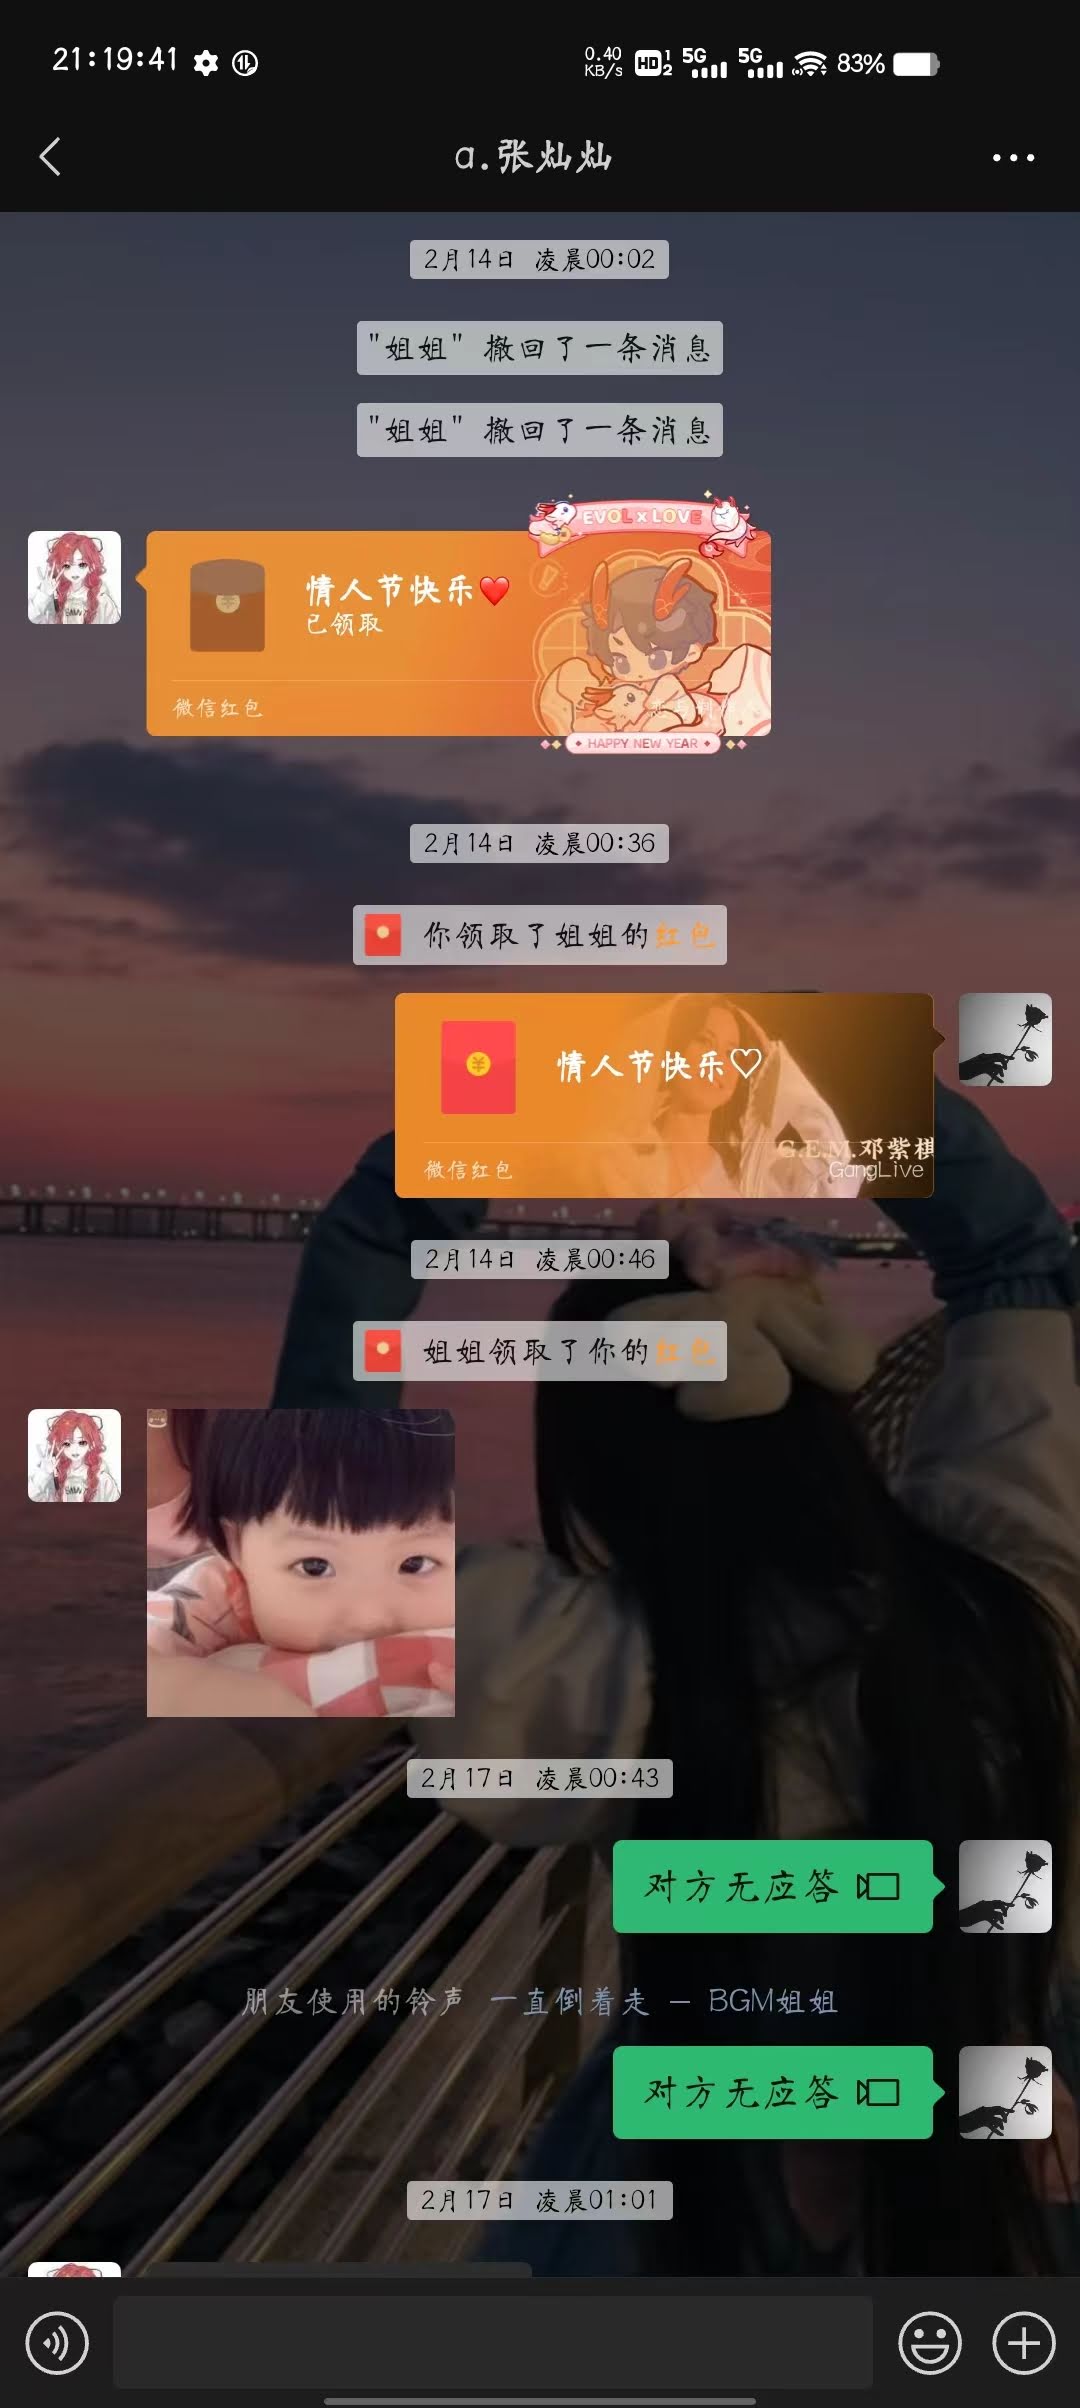 21:19:41
0.40
KB/s
HD 1
2
5G
5G
83%
a.张灿灿
2月14日 凌晨00:02
"姐姐" 撤回了一条消息
"姐姐" 撤回了一条消息
EVOL x LOVE
情人节快乐❤️
已领取
微信红包
HAPPY NEW YEAR
2月14日 凌晨00:36
你领取了姐姐的红包
情人节快乐♡
微信红包
G.E.M.邓紫棋
GangLive
2月14日 凌晨00:46
姐姐领取了你的红包
2月17日 凌晨00:43
对方无应答
朋友使用的铃声 一直倒着走 — BGM姐姐
对方无应答
2月17日 凌晨01:01